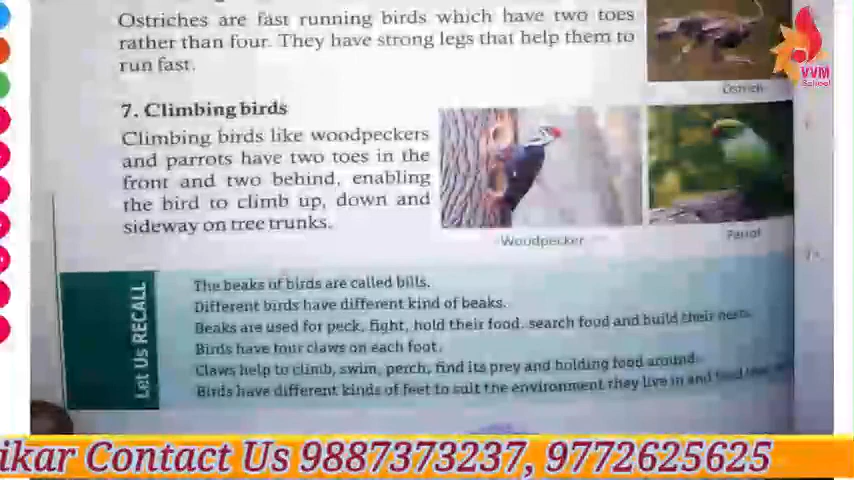 Ostriches are fast running birds which have two toes
rather than four. They have strong legs that help them to
run fast.
VVM
School
Ostrich
7. Climbing birds
Climbing birds like woodpeckers
and parrots have two toes in the
front and two behind, enabling
the bird to climb up, down and
sideway on tree trunks.
Woodpecker
Parrot
Let Us RECALL
The beaks of birds are called bills.
Different birds have different kind of beaks.
Beaks are used for peck, fight, hold their food, search food and build their nests.
Birds have four claws on each foot.
Claws help to climb, swim, perch, find its prey and holding food around.
Birds have different kinds of feet to suit the environment they live in and food they
ikar Contact Us 9887373237, 9772625625